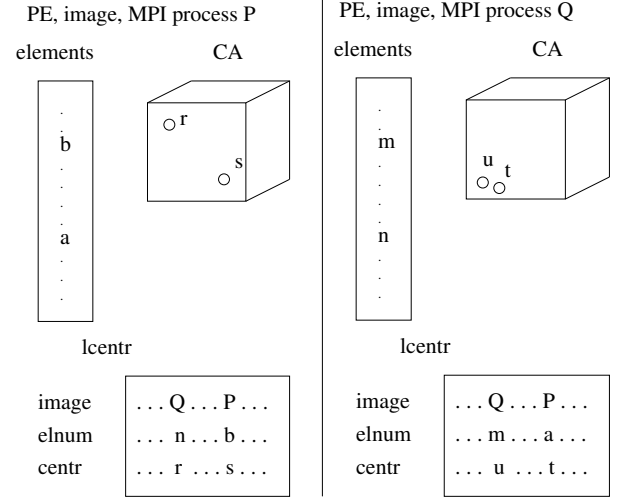 PE, image, MPI process P
elements CA
.
.
b
.
.
.
.
a
.
.
.
.
r
s
lcentr
image . . . Q . . . P . . .
elnum . . . n . . . b . . .
centr . . . r . . . s . . .
PE, image, MPI process Q
elements CA
.
.
m
.
.
.
.
n
.
.
.
.
u
t
lcentr
image . . . Q . . . P . . .
elnum . . . m . . . a . . .
centr . . . u . . . t . . .